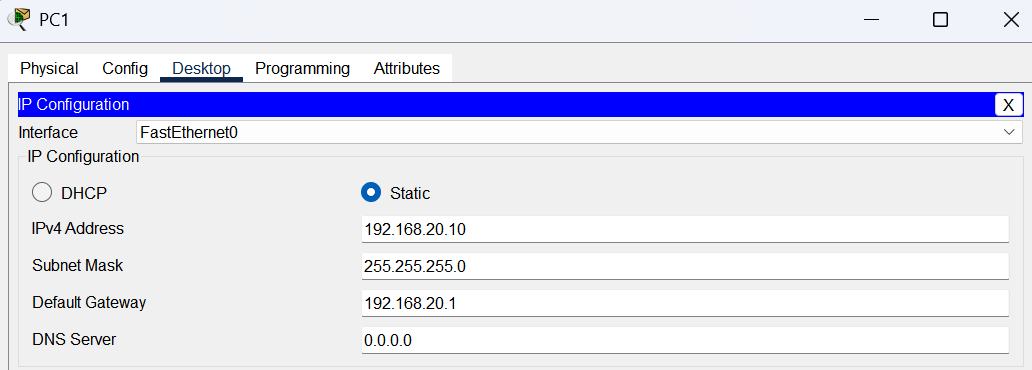 PC1
Physical Config Desktop Programming Attributes
IP Configuration X
Interface FastEthernet0
IP Configuration
DHCP Static
IPv4 Address 192.168.20.10
Subnet Mask 255.255.255.0
Default Gateway 192.168.20.1
DNS Server 0.0.0.0